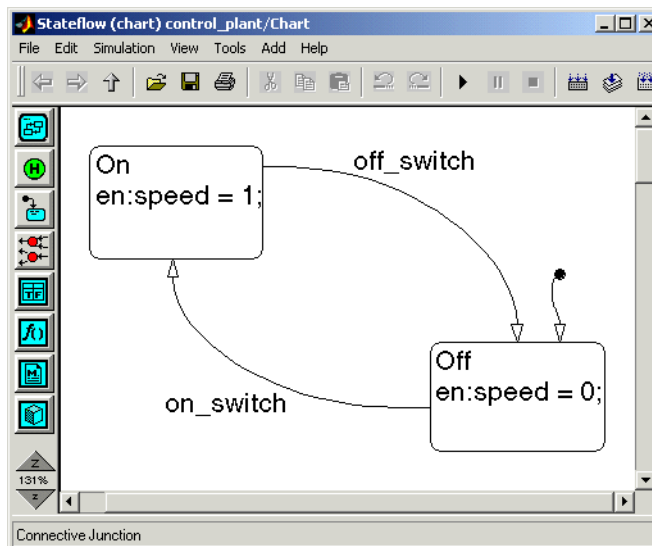 Stateflow (chart) control_plant/Chart
File Edit Simulation View Tools Add Help
On
en:speed = 1;
off_switch
Off
en:speed = 0;
on_switch
H
T F
f()
M
Z
131%
z
Connective Junction